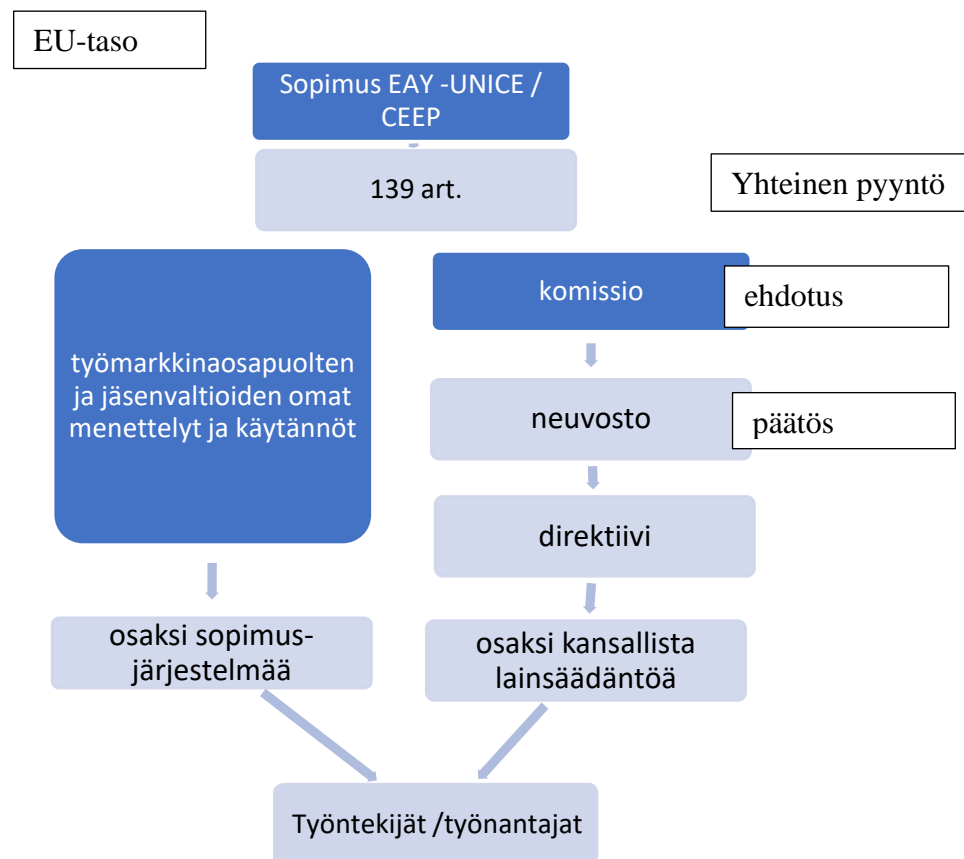 EU-taso
Sopimus EAY -UNICE /
CEEP
139 art.
Yhteinen pyyntö
työmarkkinaosapuolten
ja jäsenvaltioiden omat
menettelyt ja käytännöt
komissio
ehdotus
neuvosto
päätös
direktiivi
osaksi sopimus-
järjestelmää
osaksi kansallista
lainsäädäntöä
Työntekijät /työnantajat